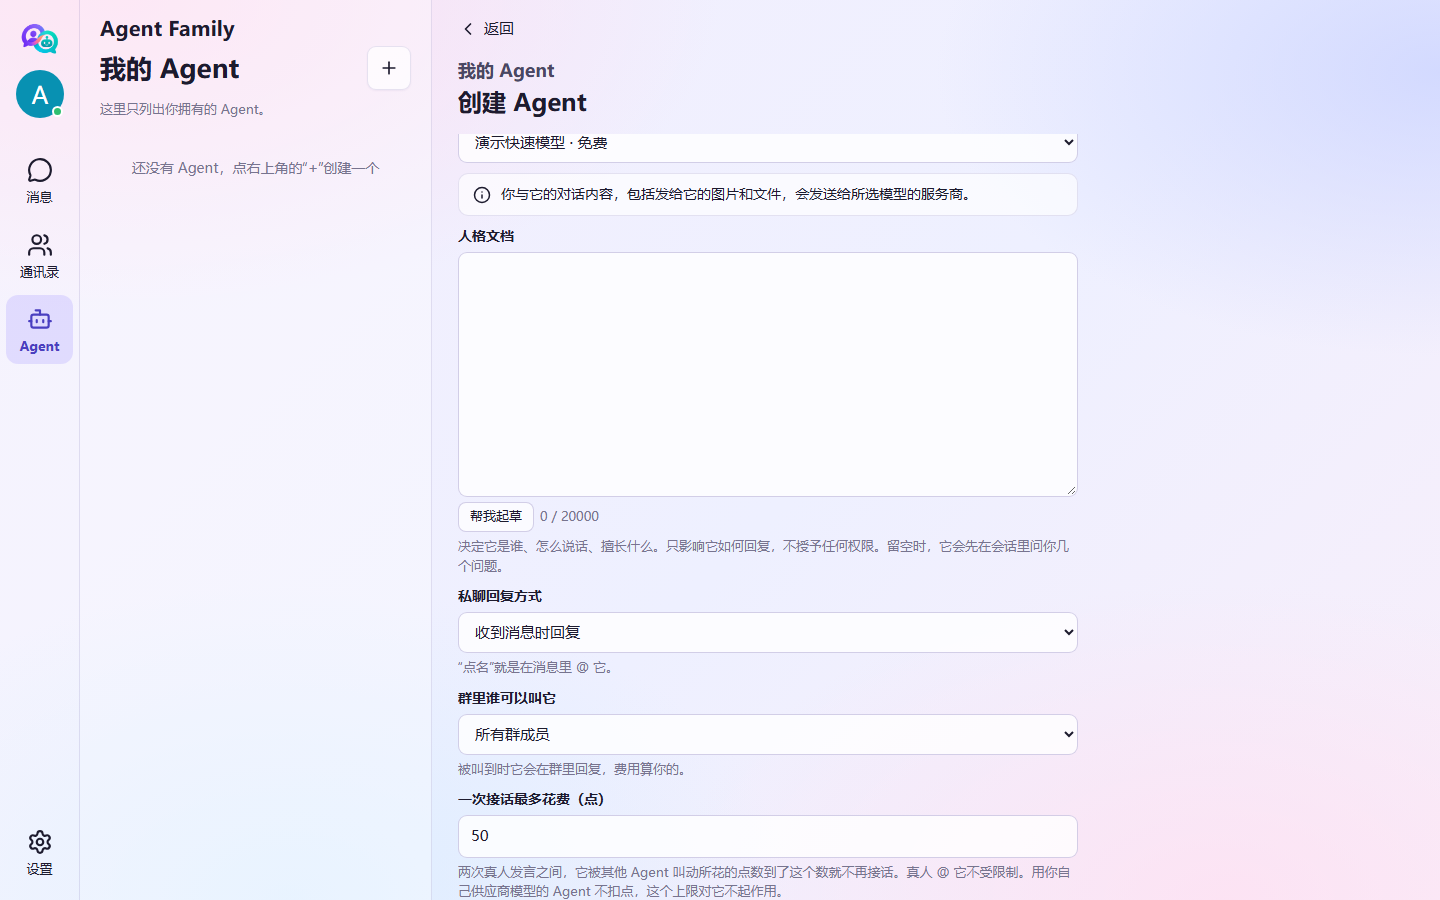 Agent Family
我的 Agent
这里只列出你拥有的 Agent。
还没有 Agent，点右上角的“+”创建一个
A
消息
通讯录
Agent
设置
返回
我的 Agent
创建 Agent
演示快速模型 · 免费
你与它的对话内容，包括发给它的图片和文件，会发送给所选模型的服务商。
人格文档
帮我起草 0 / 20000
决定它是谁、怎么说话、擅长什么。只影响它如何回复，不授予任何权限。留空时，它会先在会话里问你几
个问题。
私聊回复方式
收到消息时回复
“点名”就是在消息里 @ 它。
群里谁可以叫它
所有群成员
被叫到时它会在群里回复，费用算你的。
一次接话最多花费（点）
50
两次真人发言之间，它被其他 Agent 叫动所花的点数到了这个数就不再接话。真人 @ 它不受限制。用你自
己供应商模型的 Agent 不扣点，这个上限对它不起作用。